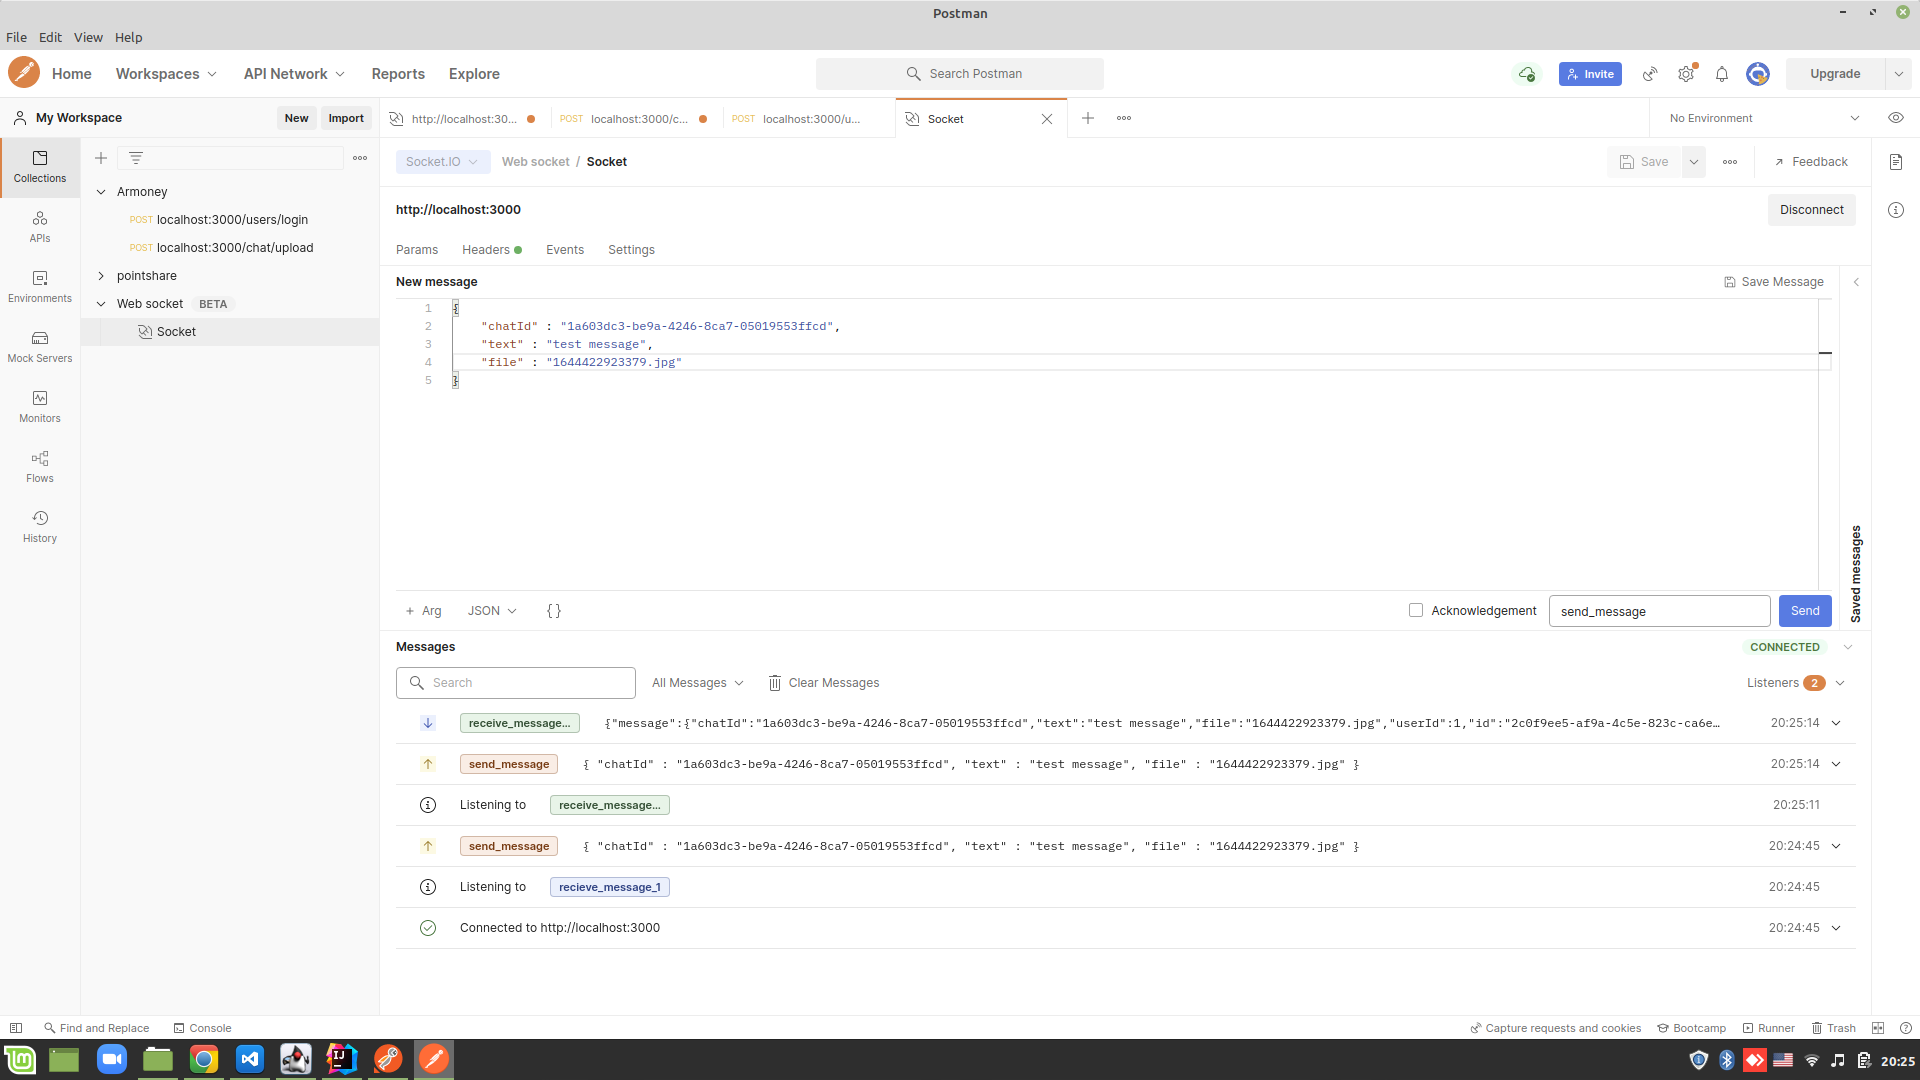 Postman
File Edit View Help
Home Workspaces API Network Reports Explore Search Postman Invite Upgrade
My Workspace New Import http://localhost:30... POST localhost:3000/c... POST localhost:3000/u... Socket No Environment
Collections
APIs
Environments
Mock Servers
Monitors
Flows
History
Armoney
POST localhost:3000/users/login
POST localhost:3000/chat/upload
pointshare
Web socket BETA
Socket
Socket.IO Web socket / Socket Save Feedback
http://localhost:3000 Disconnect
Params Headers Events Settings
New message Save Message
1 {
2 "chatId" : "1a603dc3-be9a-4246-8ca7-05019553ffcd",
3 "text" : "test message",
4 "file" : "1644422923379.jpg"
5 }
Saved messages
+ Arg JSON {} Acknowledgement send_message Send
Messages CONNECTED
Search All Messages Clear Messages Listeners 2
receive_message... {"message":{"chatId":"1a603dc3-be9a-4246-8ca7-05019553ffcd","text":"test message","file":"1644422923379.jpg","userId":1,"id":"2c0f9ee5-af9a-4c5e-823c-ca6e... 20:25:14
send_message { "chatId" : "1a603dc3-be9a-4246-8ca7-05019553ffcd", "text" : "test message", "file" : "1644422923379.jpg" } 20:25:14
Listening to receive_message... 20:25:11
send_message { "chatId" : "1a603dc3-be9a-4246-8ca7-05019553ffcd", "text" : "test message", "file" : "1644422923379.jpg" } 20:24:45
Listening to recieve_message_1 20:24:45
Connected to http://localhost:3000 20:24:45
Find and Replace Console Capture requests and cookies Bootcamp Runner Trash
IJ 20:25